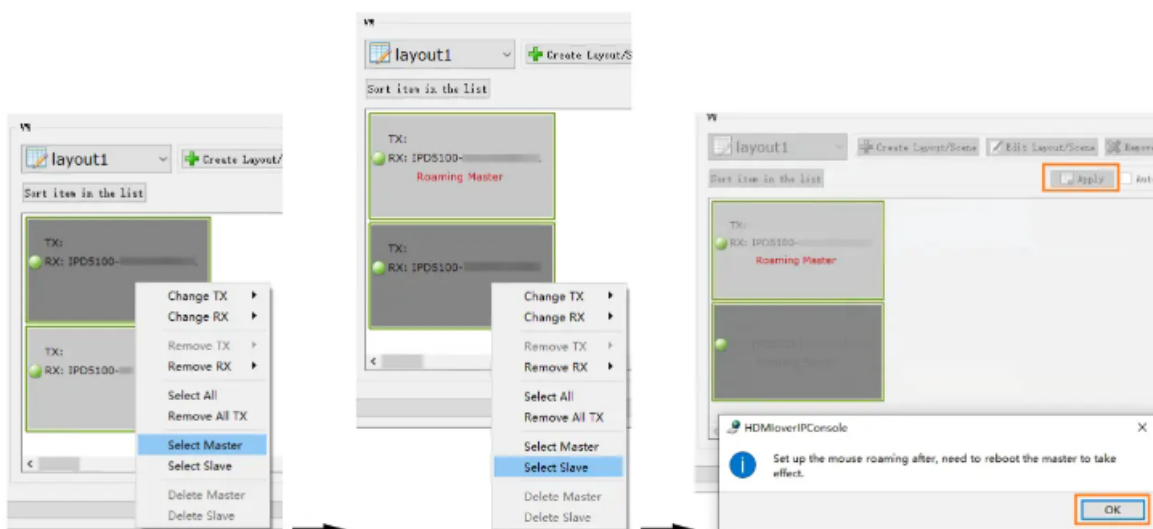 VW
layout1
Create Layout/
Sort item in the list
TX:
RX: IPD5100-
TX:
RX: IPD5100-
Change TX
Change RX
Remove TX
Remove RX
Select All
Remove All TX
Select Master
Select Slave
Delete Master
Delete Slave
VW
layout1
Create Layout/S
Sort item in the list
TX:
RX: IPD5100-
Roaming Master
TX:
RX: IPD5100-
Change TX
Change RX
Remove TX
Remove RX
Select All
Remove All TX
Select Master
Select Slave
Delete Master
Delete Slave
VW
layout1
Create Layout/Scene
Edit Layout/Scene
Remove
Sort item in the list
Apply
Aut
TX:
RX: IPD5100-
Roaming Master
HDMIoverIPConsole
Set up the mouse roaming after, need to reboot the master to take
effect.
OK